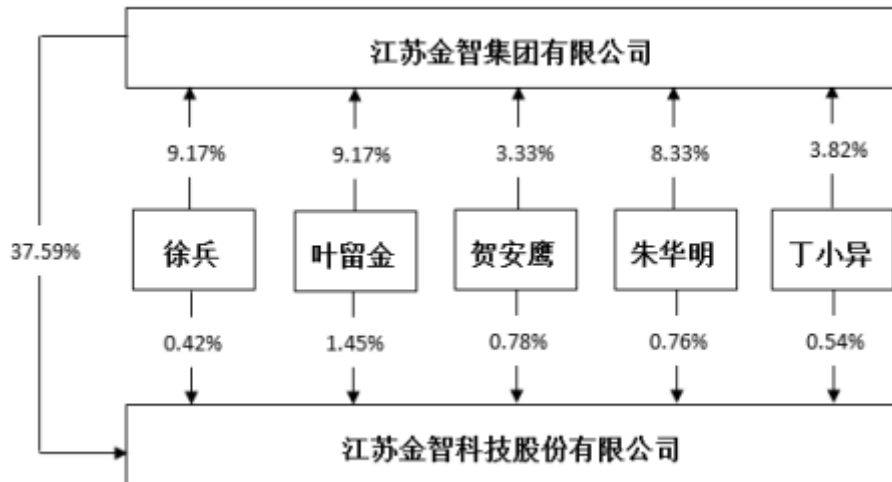 江苏金智集团有限公司
9.17% 9.17% 3.33% 8.33% 3.82%
37.59%
徐兵 叶留金 贺安鹰 朱华明 丁小异
0.42% 1.45% 0.78% 0.76% 0.54%
江苏金智科技股份有限公司